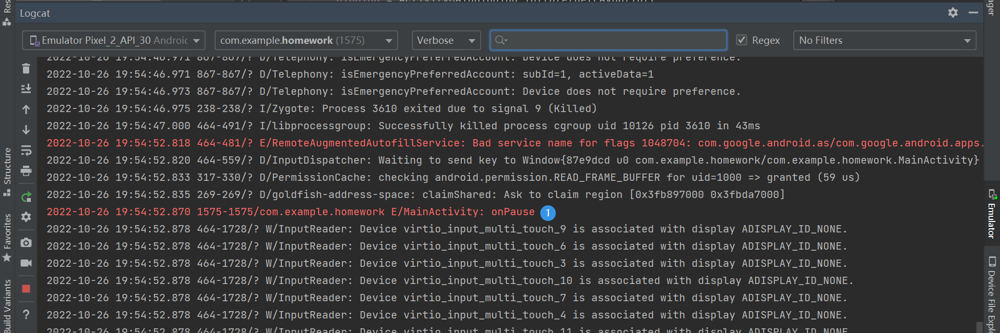 Logcat
Emulator Pixel_2_API_30 Androic
com.example.homework (1575)
Verbose
Regex
No Filters
2022-10-26 19:54:46.971 867-867/? D/Telephony: isEmergencyPreferredAccount: Device does not require preference.
2022-10-26 19:54:46.971 867-867/? D/Telephony: isEmergencyPreferredAccount: subId=1, activeData=1
2022-10-26 19:54:46.973 867-867/? D/Telephony: isEmergencyPreferredAccount: Device does not require preference.
2022-10-26 19:54:46.975 238-238/? I/Zygote: Process 3610 exited due to signal 9 (Killed)
2022-10-26 19:54:47.000 464-491/? I/libprocessgroup: Successfully killed process cgroup uid 10126 pid 3610 in 43ms
2022-10-26 19:54:52.818 464-481/? E/RemoteAugmentedAutofillService: Bad service name for flags 1048704: com.google.android.as/com.google.android.apps.
2022-10-26 19:54:52.820 464-559/? D/InputDispatcher: Waiting to send key to Window{87e9dcd u0 com.example.homework/com.example.homework.MainActivity}
2022-10-26 19:54:52.833 317-330/? D/PermissionCache: checking android.permission.READ_FRAME_BUFFER for uid=1000 => granted (59 us)
2022-10-26 19:54:52.835 269-269/? D/goldfish-address-space: claimShared: Ask to claim region [0x3fb897000 0x3fbda7000]
2022-10-26 19:54:52.870 1575-1575/com.example.homework E/MainActivity: onPause 1
2022-10-26 19:54:52.878 464-1728/? W/InputReader: Device virtio_input_multi_touch_9 is associated with display ADISPLAY_ID_NONE.
2022-10-26 19:54:52.878 464-1728/? W/InputReader: Device virtio_input_multi_touch_6 is associated with display ADISPLAY_ID_NONE.
2022-10-26 19:54:52.878 464-1728/? W/InputReader: Device virtio_input_multi_touch_3 is associated with display ADISPLAY_ID_NONE.
2022-10-26 19:54:52.878 464-1728/? W/InputReader: Device virtio_input_multi_touch_10 is associated with display ADISPLAY_ID_NONE.
2022-10-26 19:54:52.878 464-1728/? W/InputReader: Device virtio_input_multi_touch_7 is associated with display ADISPLAY_ID_NONE.
2022-10-26 19:54:52.878 464-1728/? W/InputReader: Device virtio_input_multi_touch_4 is associated with display ADISPLAY_ID_NONE.
2022-10-26 19:54:52.878 464-1728/? W/InputReader: Device virtio_input_multi_touch_11 is associated with display ADISPLAY_ID_NONE.
Res
Structure
Favorites
Build Variants
ager
Emulator
Device File Explo